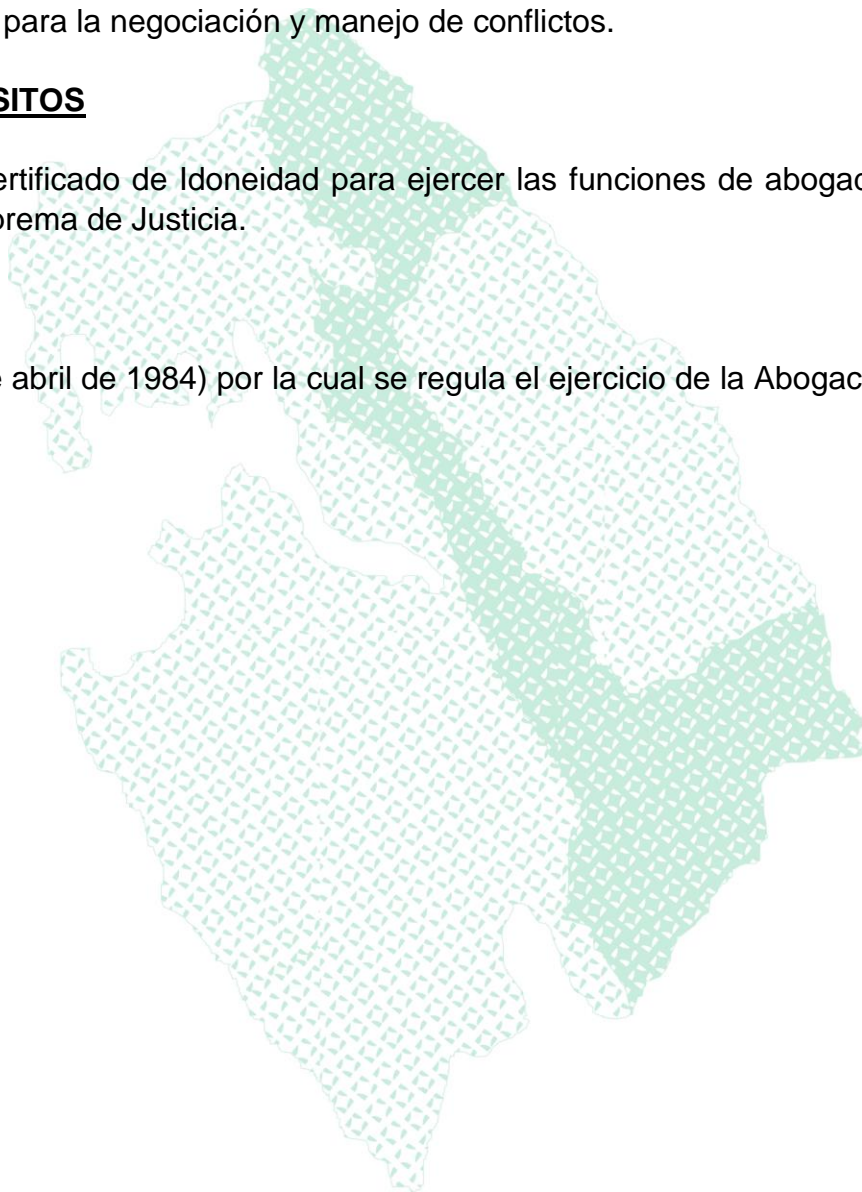 para la negociación y manejo de conflictos.
SITOS
ertificado de Idoneidad para ejercer las funciones de abogac
orema de Justicia.
e abril de 1984) por la cual se regula el ejercicio de la Abogac